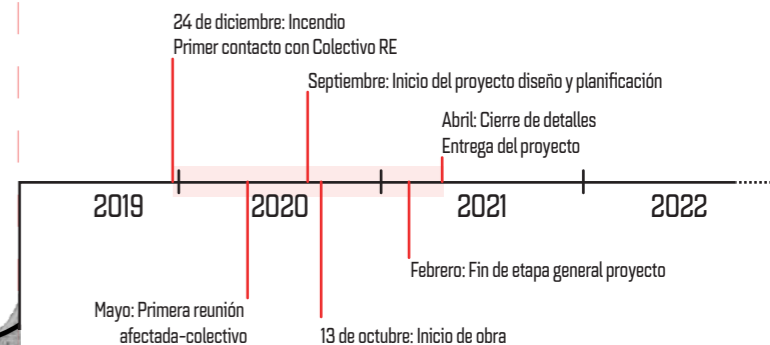 24 de diciembre: Incendio
Primer contacto con Colectivo RE
Septiembre: Inicio del proyecto diseño y planificación
Abril: Cierre de detalles
Entrega del proyecto
2019
2020
2021
2022
Febrero: Fin de etapa general proyecto
Mayo: Primera reunión
afectada-colectivo
13 de octubre: Inicio de obra